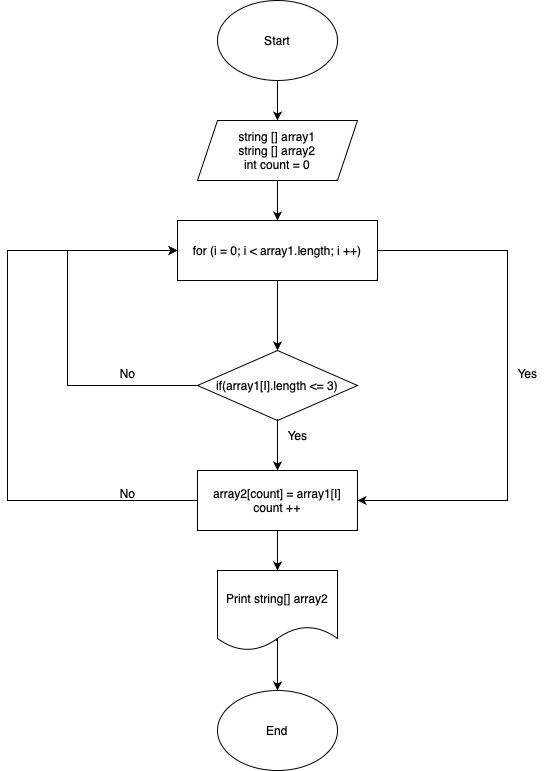 Start
string [] array1
string [] array2
int count = 0
for (i = 0; i < array1.length; i ++)
No
if(array1[I].length <= 3)
Yes
Yes
No
array2[count] = array1[I]
count ++
Print string[] array2
End